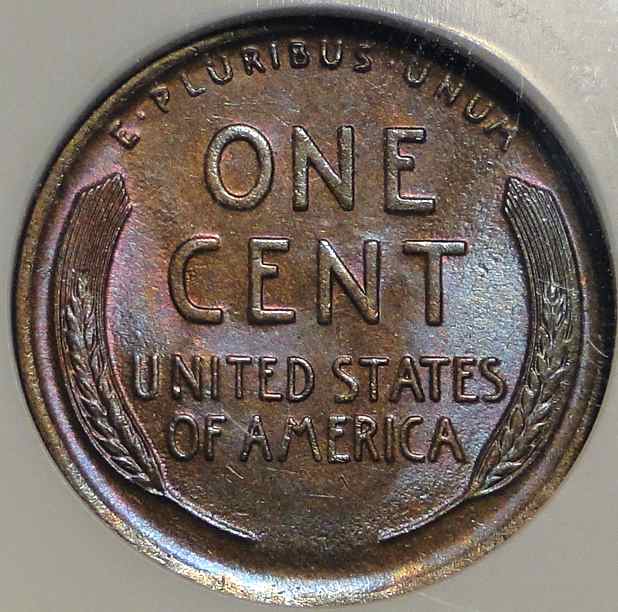 E·PLURIBUS·UNUM
ONE
CENT
UNITED STATES
OF AMERICA